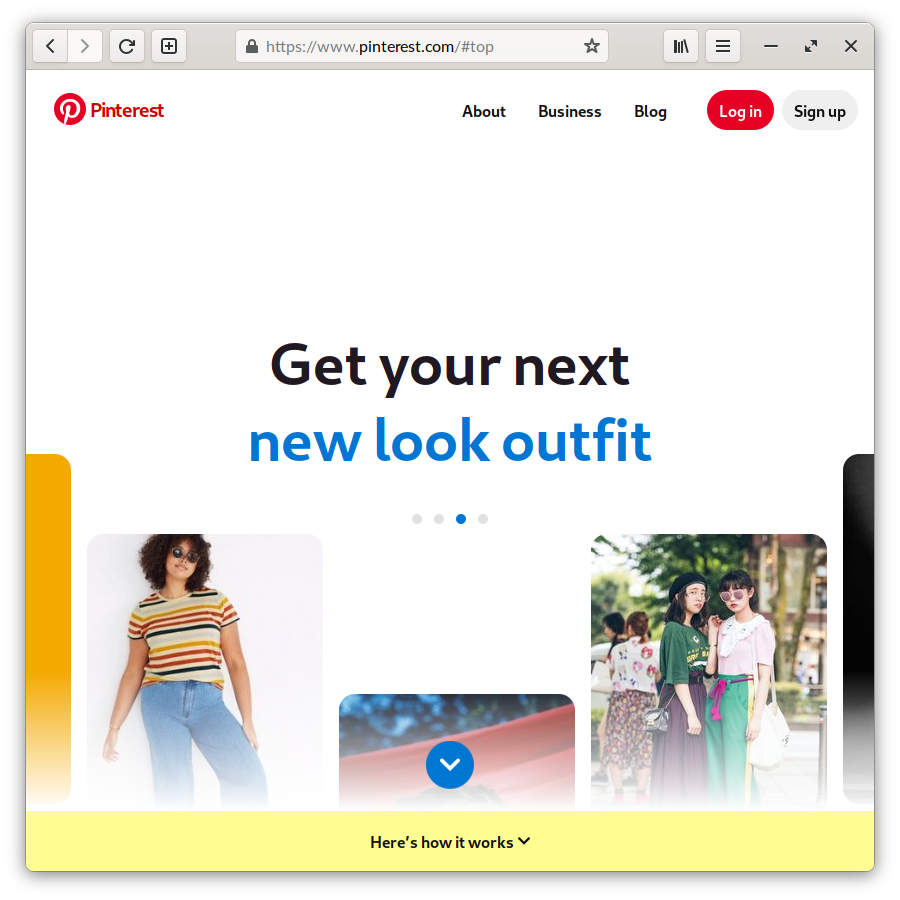 https://www.pinterest.com/#top
Pinterest
About
Business
Blog
Log in
Sign up
Get your next
new look outfit
Here's how it works